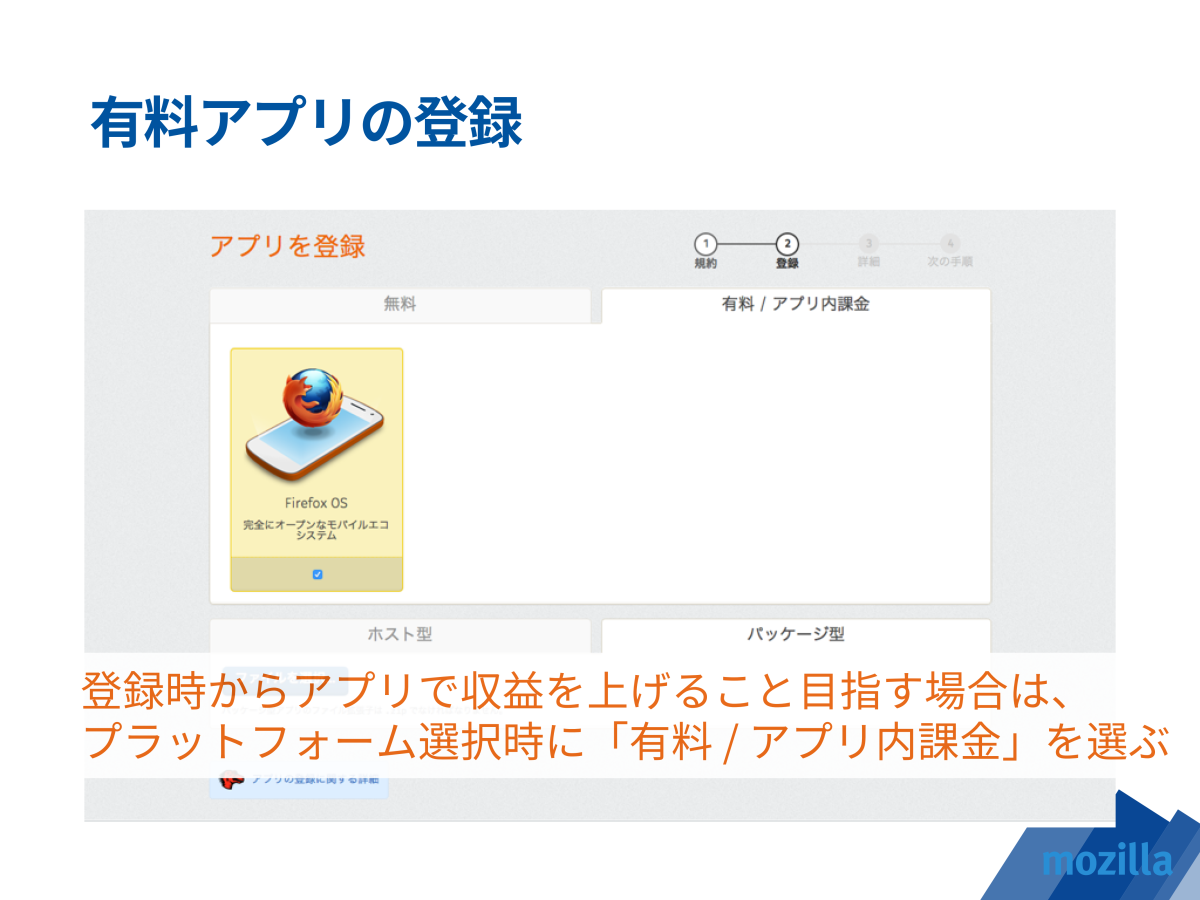 有料アプリの登録
アプリを登録
1 2 3 4
規約 登録 詳細 次の手順
無料 有料 / アプリ内課金
Firefox OS
完全にオープンなモバイルエコ
システム
ホスト型 パッケージ型
登録時からアプリで収益を上げること目指す場合は、
プラットフォーム選択時に「有料 / アプリ内課金」を選ぶ
アプリの登録に関する詳細
mozilla